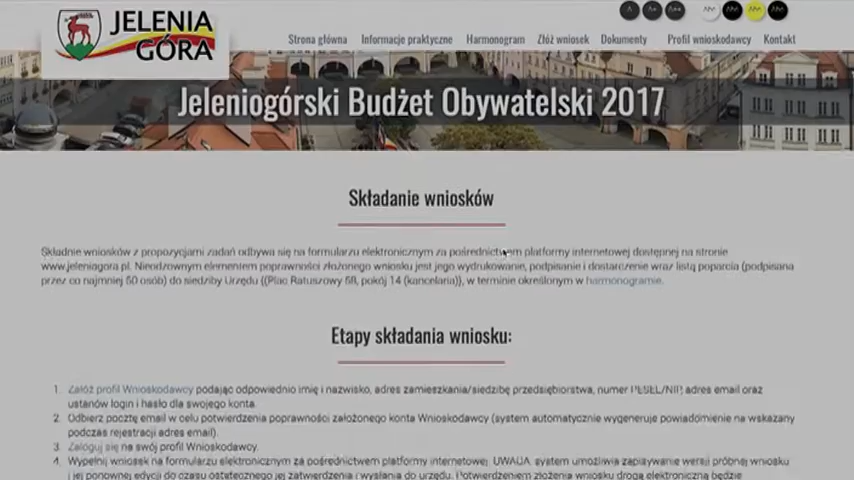 JELENIA
GÓRA
Strona główna Informacje praktyczne Harmonogram Złóż wniosek Dokumenty Profil wnioskodawcy Kontakt
Jeleniogórski Budżet Obywatelski 2017
Składanie wniosków
Składnie wniosków z propozycjami zadań odbywa się na formularzu elektronicznym za pośrednictwem platformy internetowej dostępnej na stronie
www.jeleniagora.pl. Nieodzownym elementem poprawności złożonego wniosku jest jego wydrukowanie, podpisanie i dostarczenie wraz listą poparcia (podpisana
przez co najmniej 50 osób) do siedziby Urzędu ((Plac Ratuszowy 58, pokój 14 (kancelaria)), w terminie określonym w harmonogramie.
Etapy składania wniosku:
1. Załóż profil Wnioskodawcy podając odpowiednio imię i nazwisko, adres zamieszkania/siedzibę przedsiębiorstwa, numer PESEL/NIP, adres email oraz
ustanów login i hasło dla swojego konta.
2. Odbierz pocztę email w celu potwierdzenia poprawności założonego konta Wnioskodawcy (system automatycznie wygeneruje powiadomienie na wskazany
podczas rejestracji adres email).
3. Zaloguj się na swój profil Wnioskodawcy.
4. Wypełnij wniosek na formularzu elektronicznym za pośrednictwem platformy internetowej. UWAGA: system umożliwia zapisywanie wersji próbnej wniosku
i jej ponownej edycji do czasu ostatecznego jej zatwierdzenia i wysłania do urzędu. Potwierdzeniem złożenia wniosku drogą elektroniczną będzie